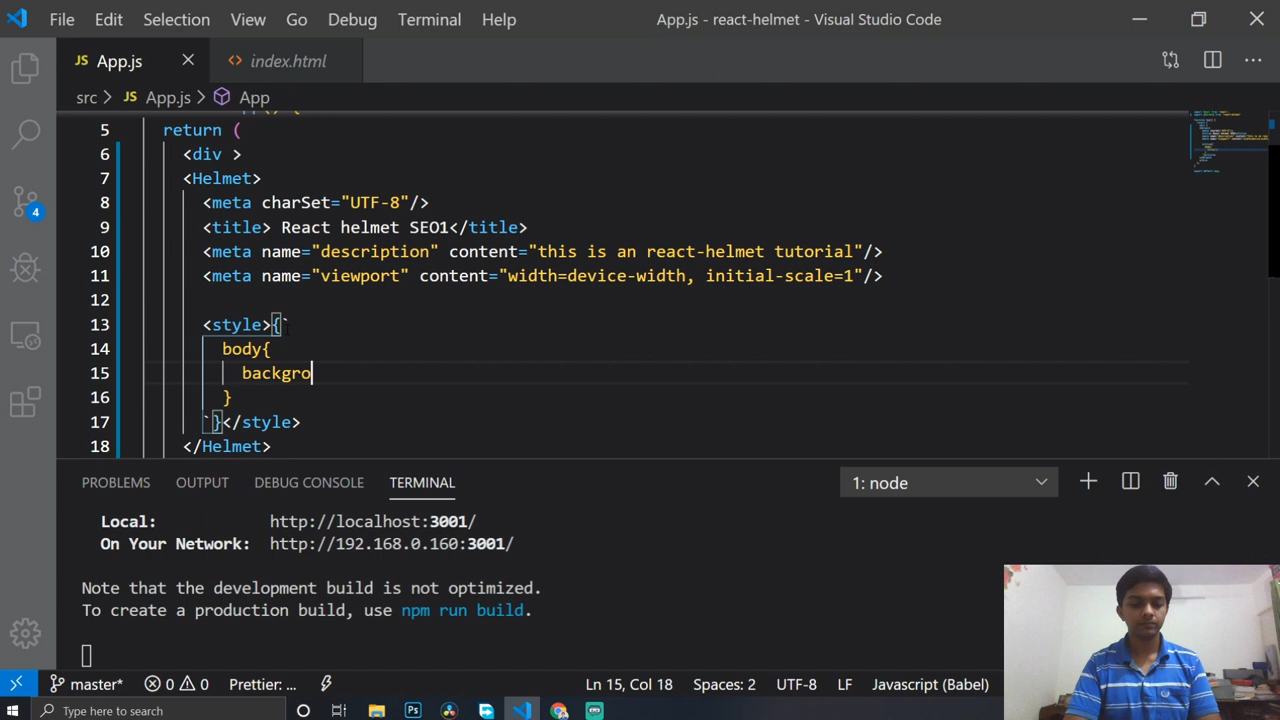 File Edit Selection View Go Debug Terminal Help App.js - react-helmet - Visual Studio Code
JS App.js index.html
src > JS App.js > App
5 return (
6 <div >
7 <Helmet>
8 <meta charSet="UTF-8"/>
9 <title> React helmet SEO1</title>
10 <meta name="description" content="this is an react-helmet tutorial"/>
11 <meta name="viewport" content="width=device-width, initial-scale=1"/>
12
13 <style>{`
14 body{
15 backgro
16 }
17 `}</style>
18 </Helmet>
4
PROBLEMS OUTPUT DEBUG CONSOLE TERMINAL 1: node
Local: http://localhost:3001/
On Your Network: http://192.168.0.160:3001/
Note that the development build is not optimized.
To create a production build, use npm run build.
master* 0 0 Prettier: ... Ln 15, Col 18 Spaces: 2 UTF-8 LF Javascript (Babel)
Type here to search Ps